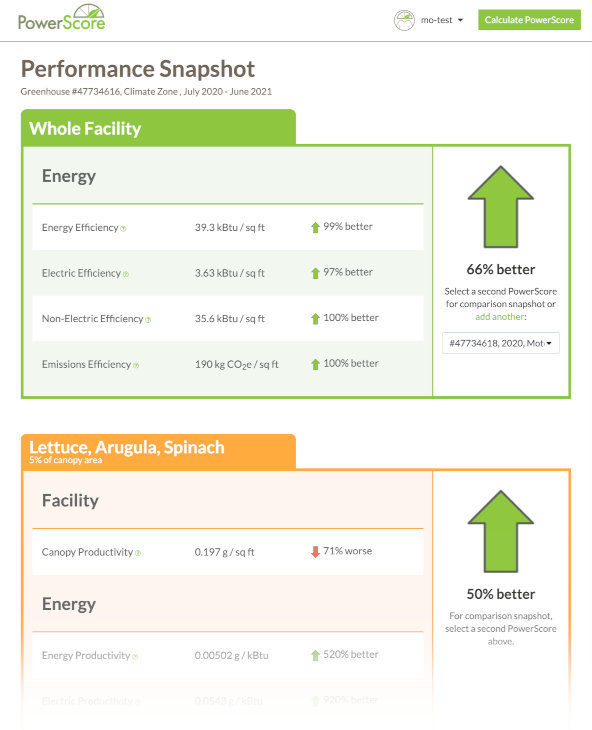 PowerScore
mo-test
Calculate PowerScore
Performance Snapshot
Greenhouse #47734616, Climate Zone , July 2020 - June 2021
Whole Facility
Energy
Energy Efficiency
39.3 kBtu / sq ft
99% better
Electric Efficiency
3.63 kBtu / sq ft
97% better
Non-Electric Efficiency
35.6 kBtu / sq ft
100% better
Emissions Efficiency
190 kg CO2e / sq ft
100% better
66% better
Select a second PowerScore
for comparison snapshot or
add another:
#47734618, 2020, Mot
Lettuce, Arugula, Spinach
5% of canopy area
Facility
Canopy Productivity
0.197 g / sq ft
71% worse
Energy
Energy Productivity
0.00502 g / kBtu
520% better
Electric Productivity
0.0543 g / kBtu
920% better
50% better
For comparison snapshot,
select a second PowerScore
above.